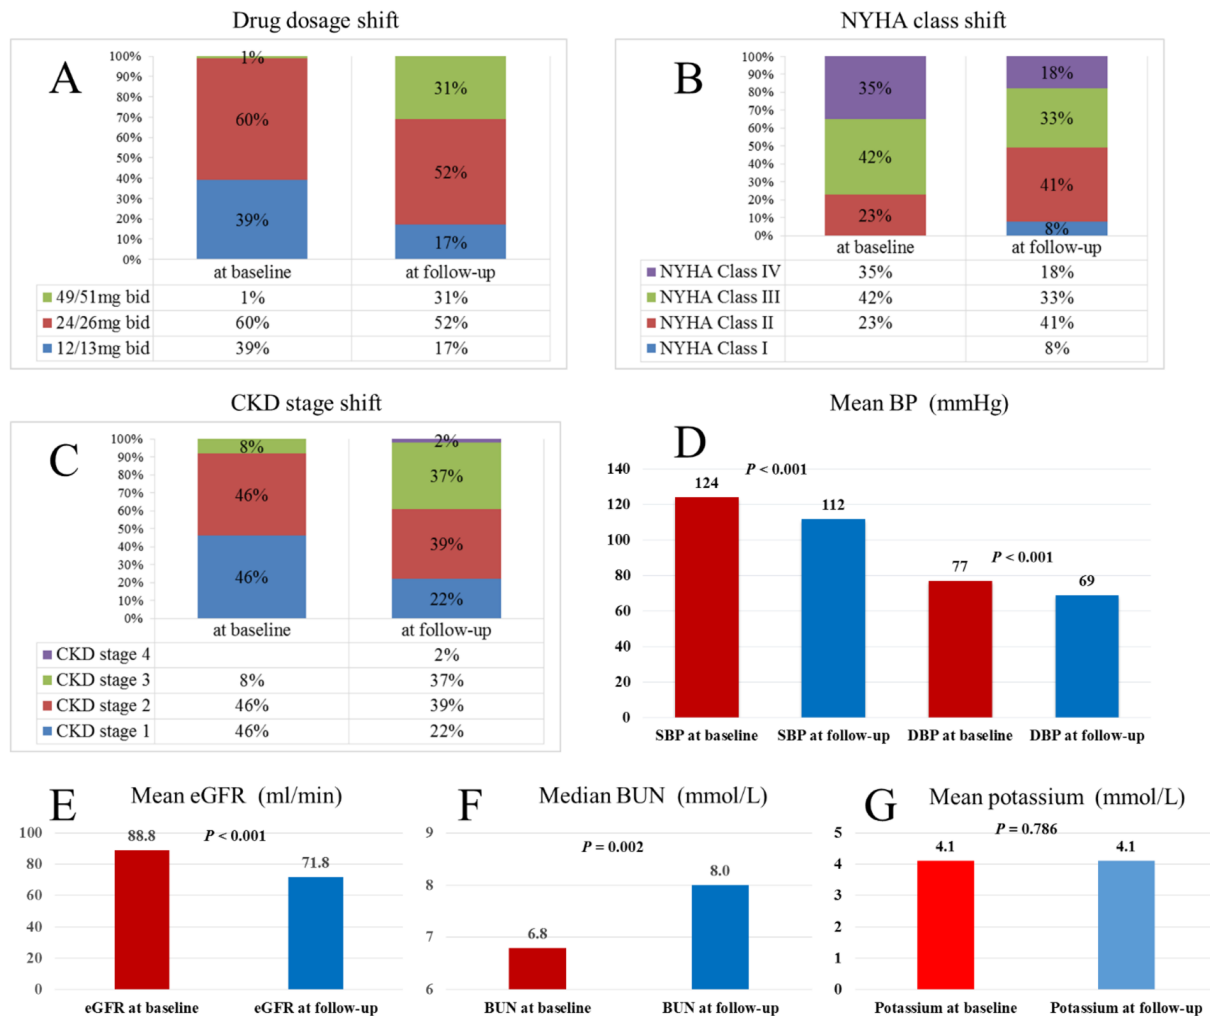 Drug dosage shift
A
100%
90%
80%
70%
60%
50%
40%
30%
20%
10%
0%
1%
60%
39%
31%
52%
17%
at baseline at follow-up
49/51mg bid 1% 31%
24/26mg bid 60% 52%
12/13mg bid 39% 17%
NYHA class shift
B
100%
90%
80%
70%
60%
50%
40%
30%
20%
10%
0%
35%
42%
23%
18%
33%
41%
8%
at baseline at follow-up
NYHA Class IV 35% 18%
NYHA Class III 42% 33%
NYHA Class II 23% 41%
NYHA Class I 8%
CKD stage shift
C
100%
90%
80%
70%
60%
50%
40%
30%
20%
10%
0%
8%
46%
46%
2%
37%
39%
22%
at baseline at follow-up
CKD stage 4 2%
CKD stage 3 8% 37%
CKD stage 2 46% 39%
CKD stage 1 46% 22%
Mean BP (mmHg)
D
140
120
100
80
60
40
20
0
P < 0.001
124
112
P < 0.001
77
69
SBP at baseline SBP at follow-up DBP at baseline DBP at follow-up
E
Mean eGFR (ml/min)
100
80
60
40
20
0
88.8
P < 0.001
71.8
eGFR at baseline eGFR at follow-up
F
Median BUN (mmol/L)
9
8
7
6
P = 0.002
6.8
8.0
BUN at baseline BUN at follow-up
G
Mean potassium (mmol/L)
5
4
3
2
1
0
P = 0.786
4.1
4.1
Potassium at baseline Potassium at follow-up